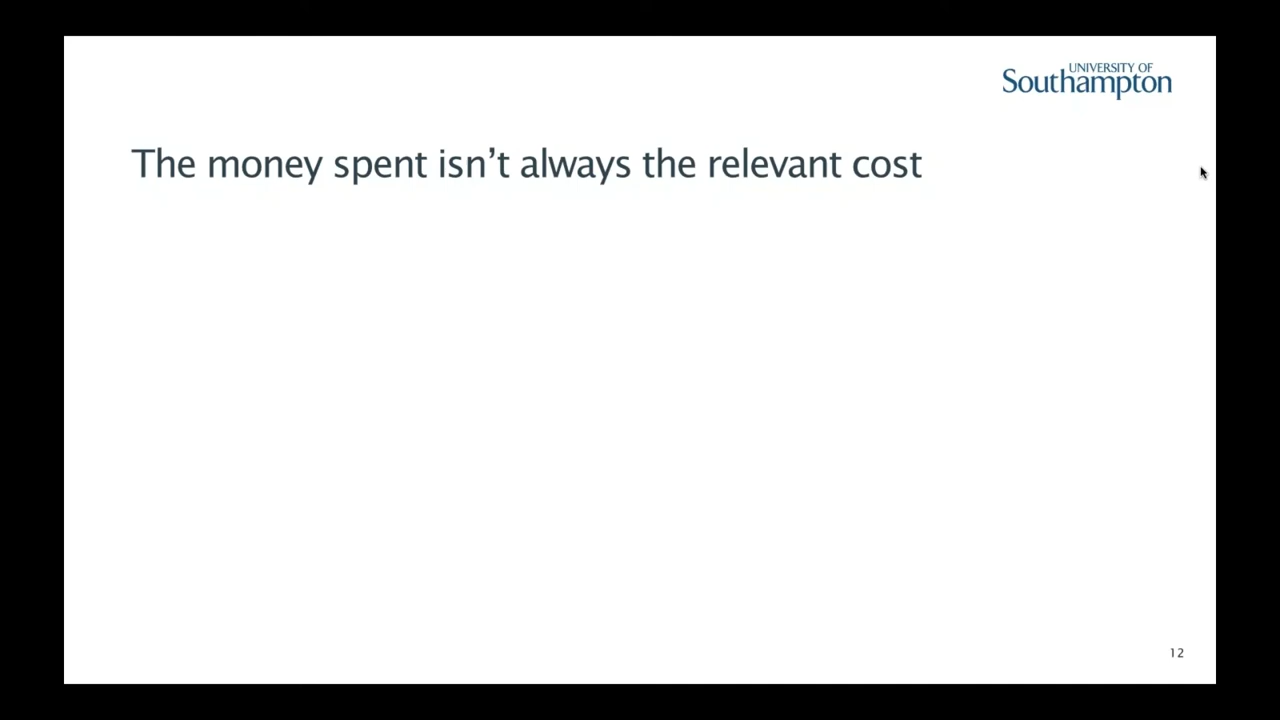 UNIVERSITY OF
Southampton
The money spent isn’t always the relevant cost
12